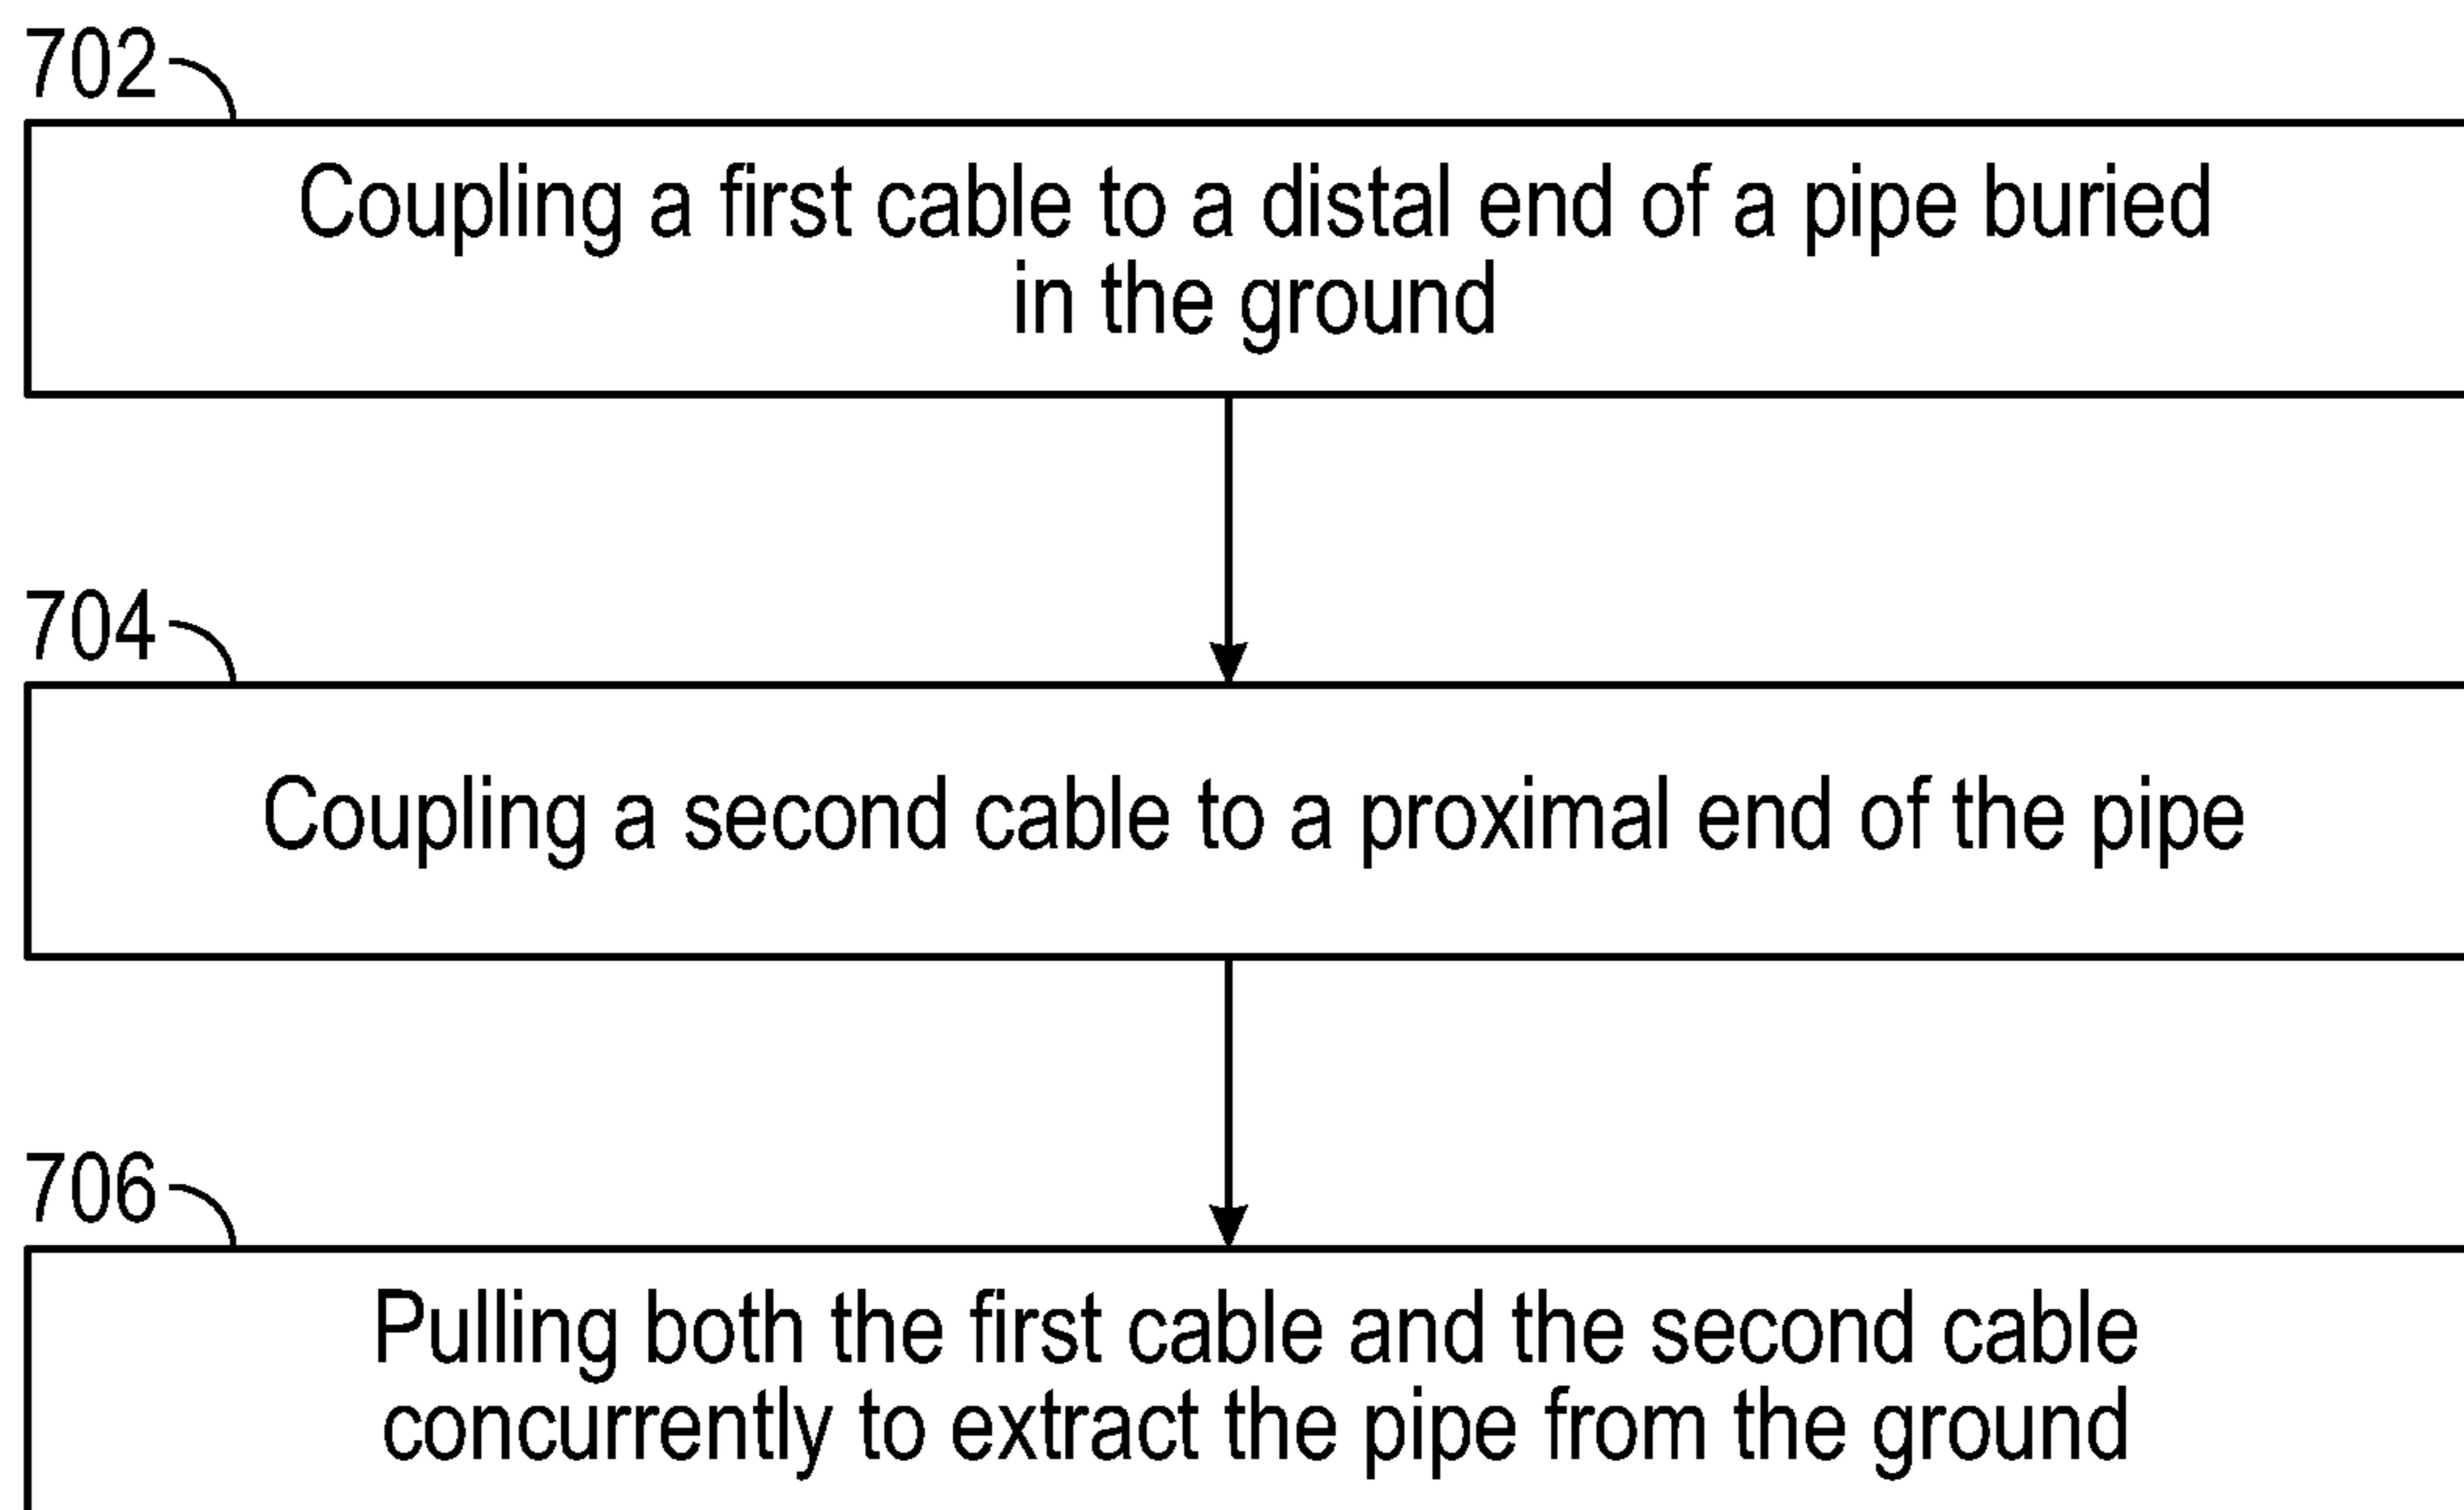 702
Coupling a first cable to a distal end of a pipe buried
in the ground
704
Coupling a second cable to a proximal end of the pipe
706
Pulling both the first cable and the second cable
concurrently to extract the pipe from the ground